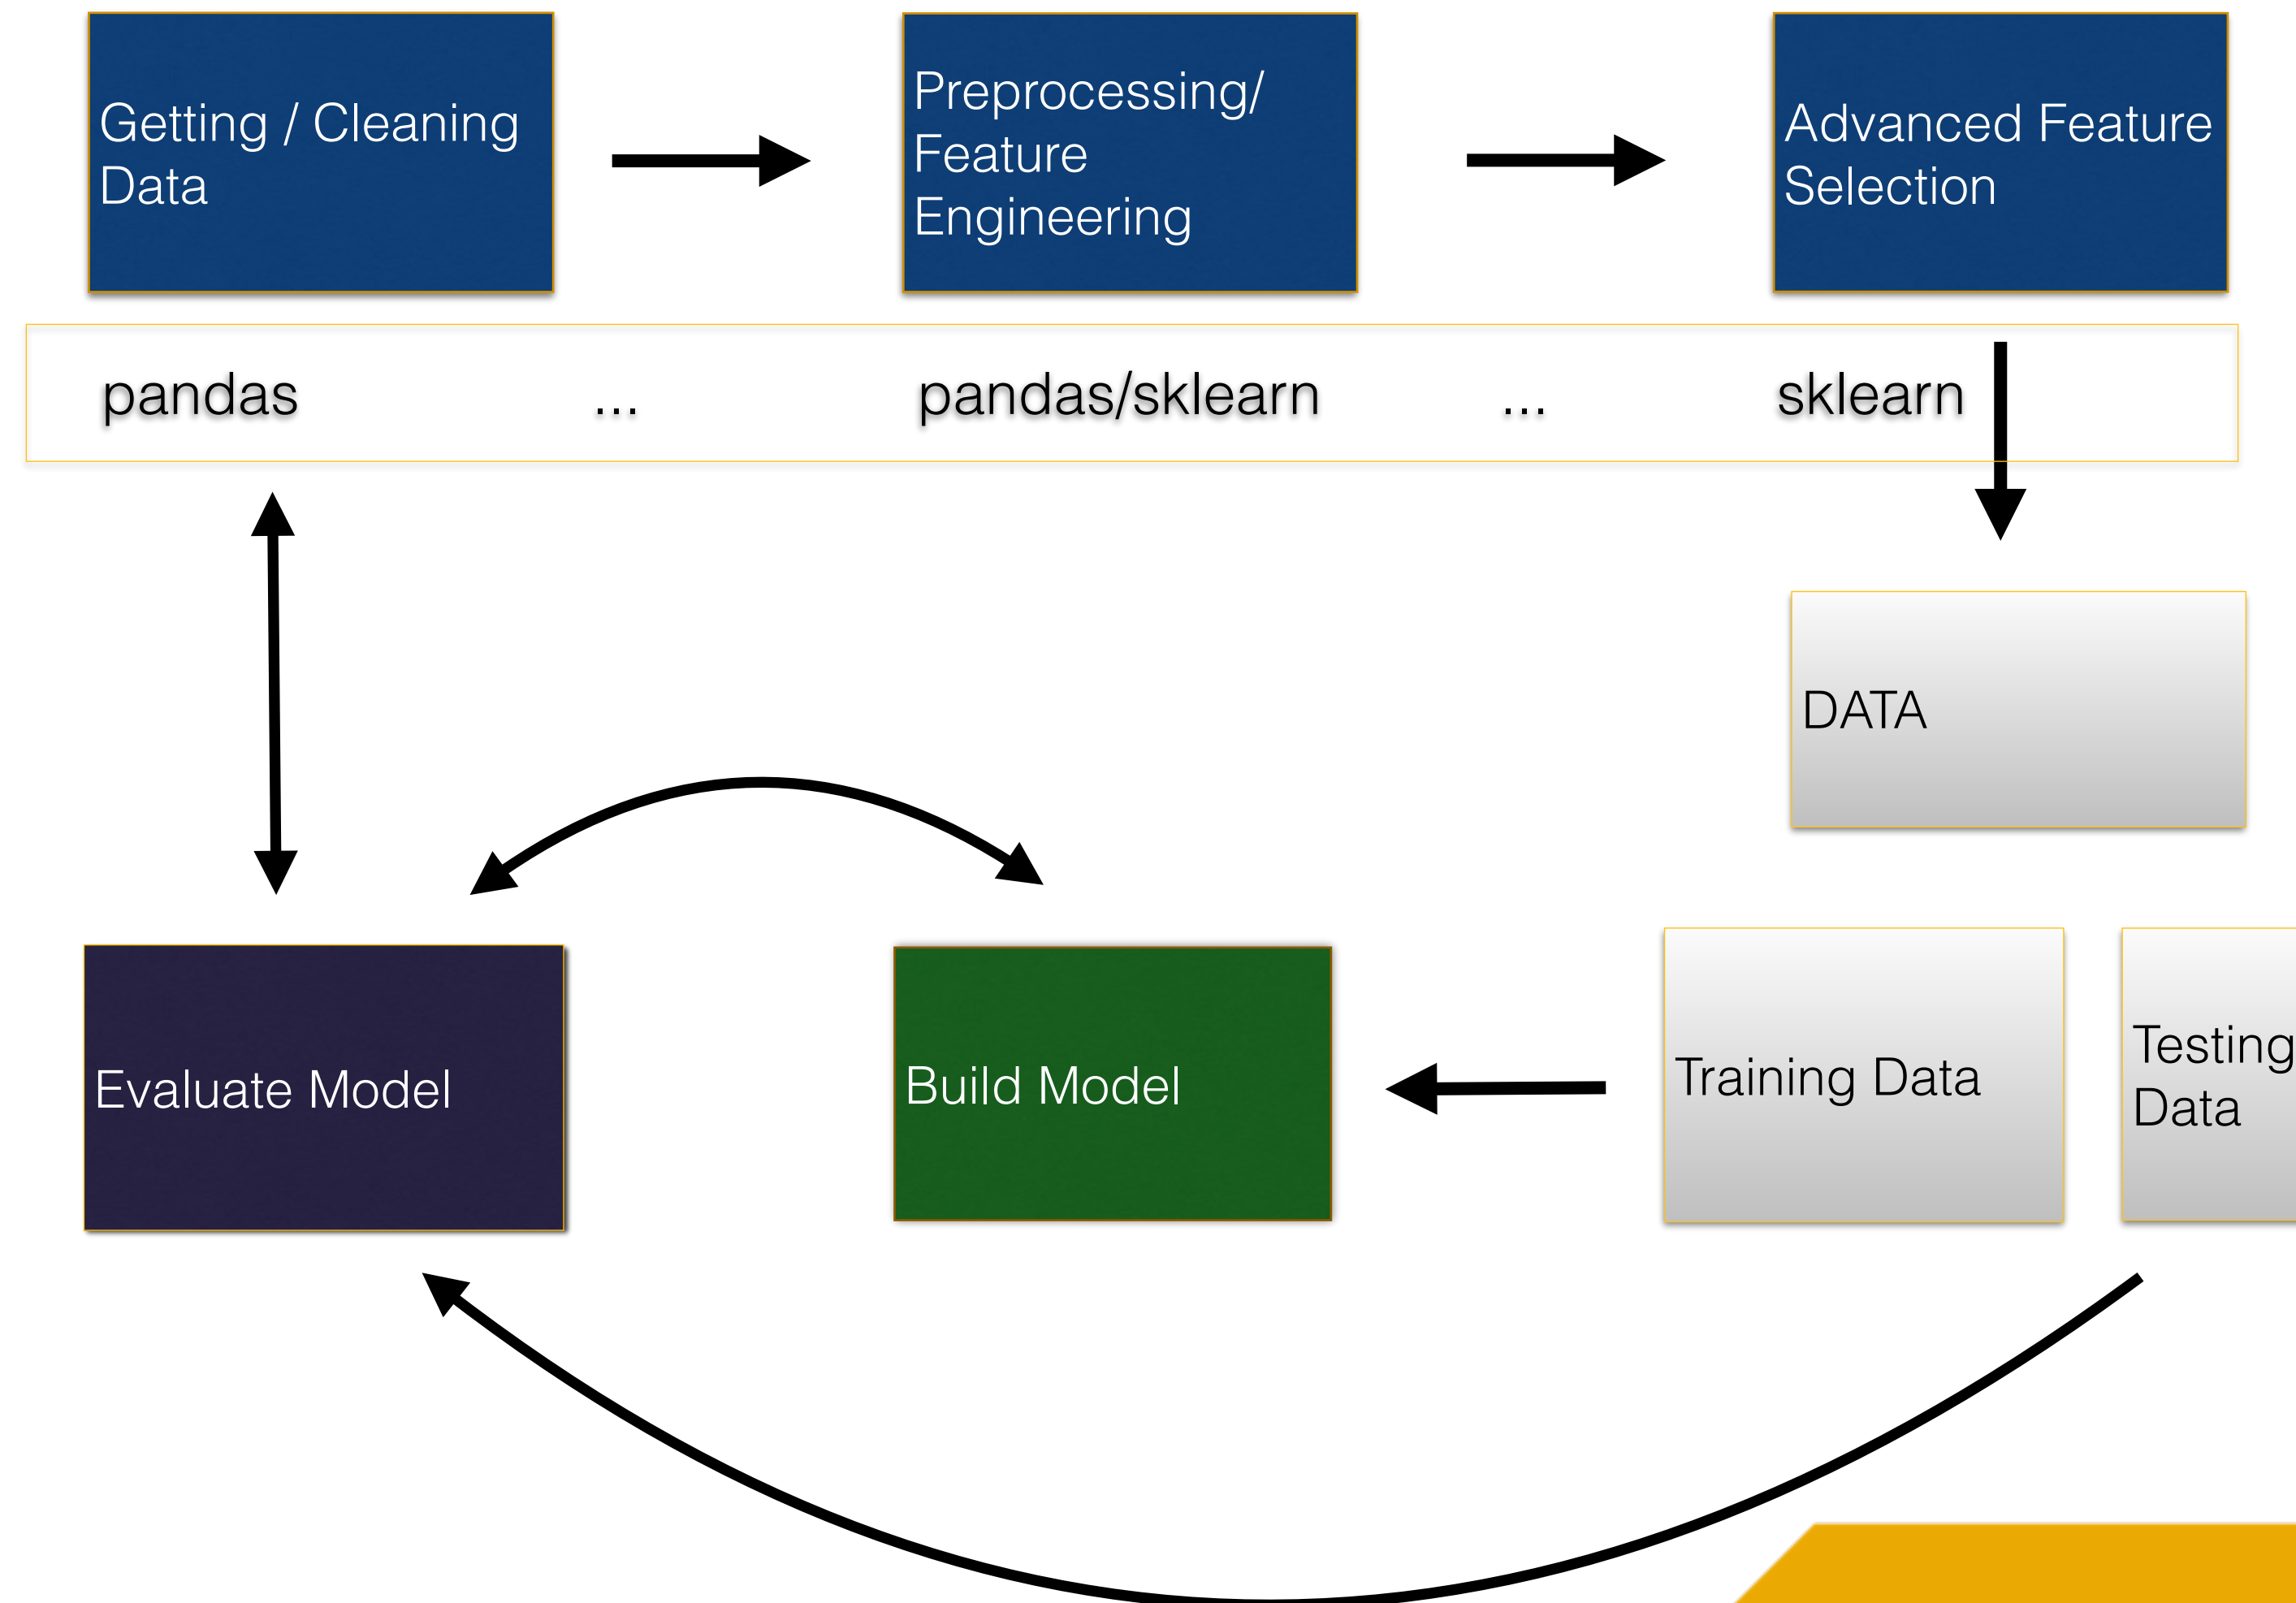 Getting / Cleaning
Data
Preprocessing/
Feature
Engineering
Advanced Feature
Selection
pandas ... pandas/sklearn ... sklearn
DATA
Evaluate Model
Build Model
Training Data
Testing
Data